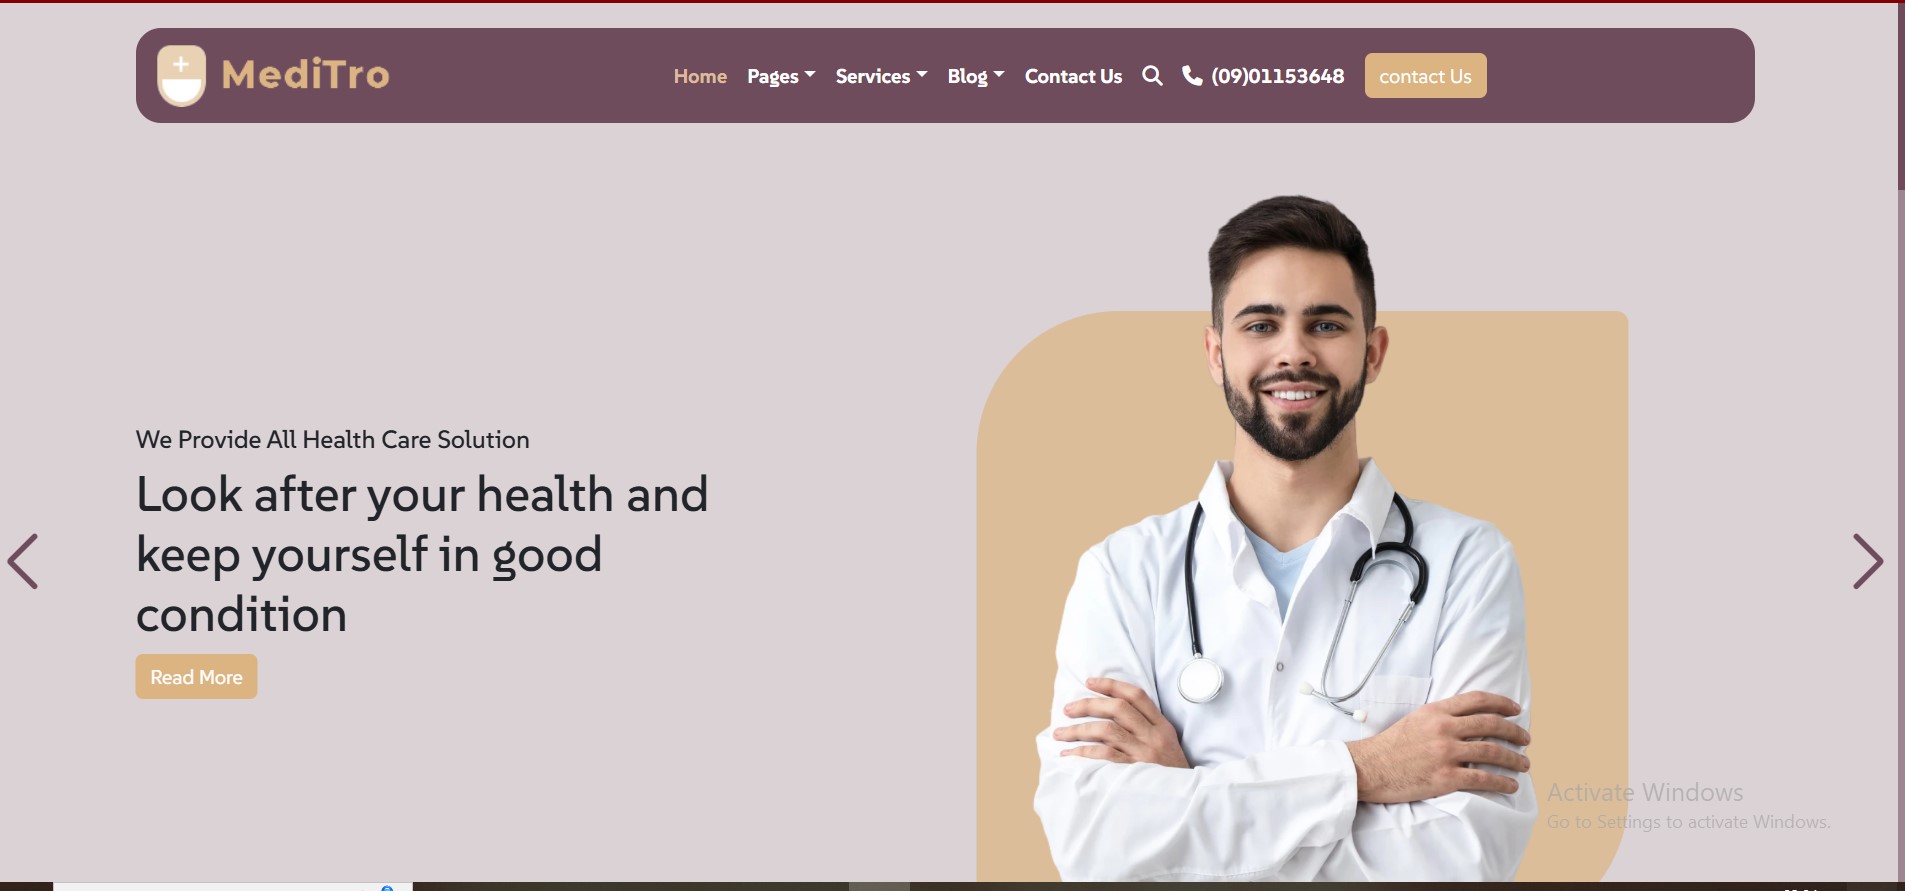 MediTro
Home Pages Services Blog Contact Us (09)01153648 contact Us
We Provide All Health Care Solution
Look after your health and
keep yourself in good
condition
Read More
Activate Windows
Go to Settings to activate Windows.